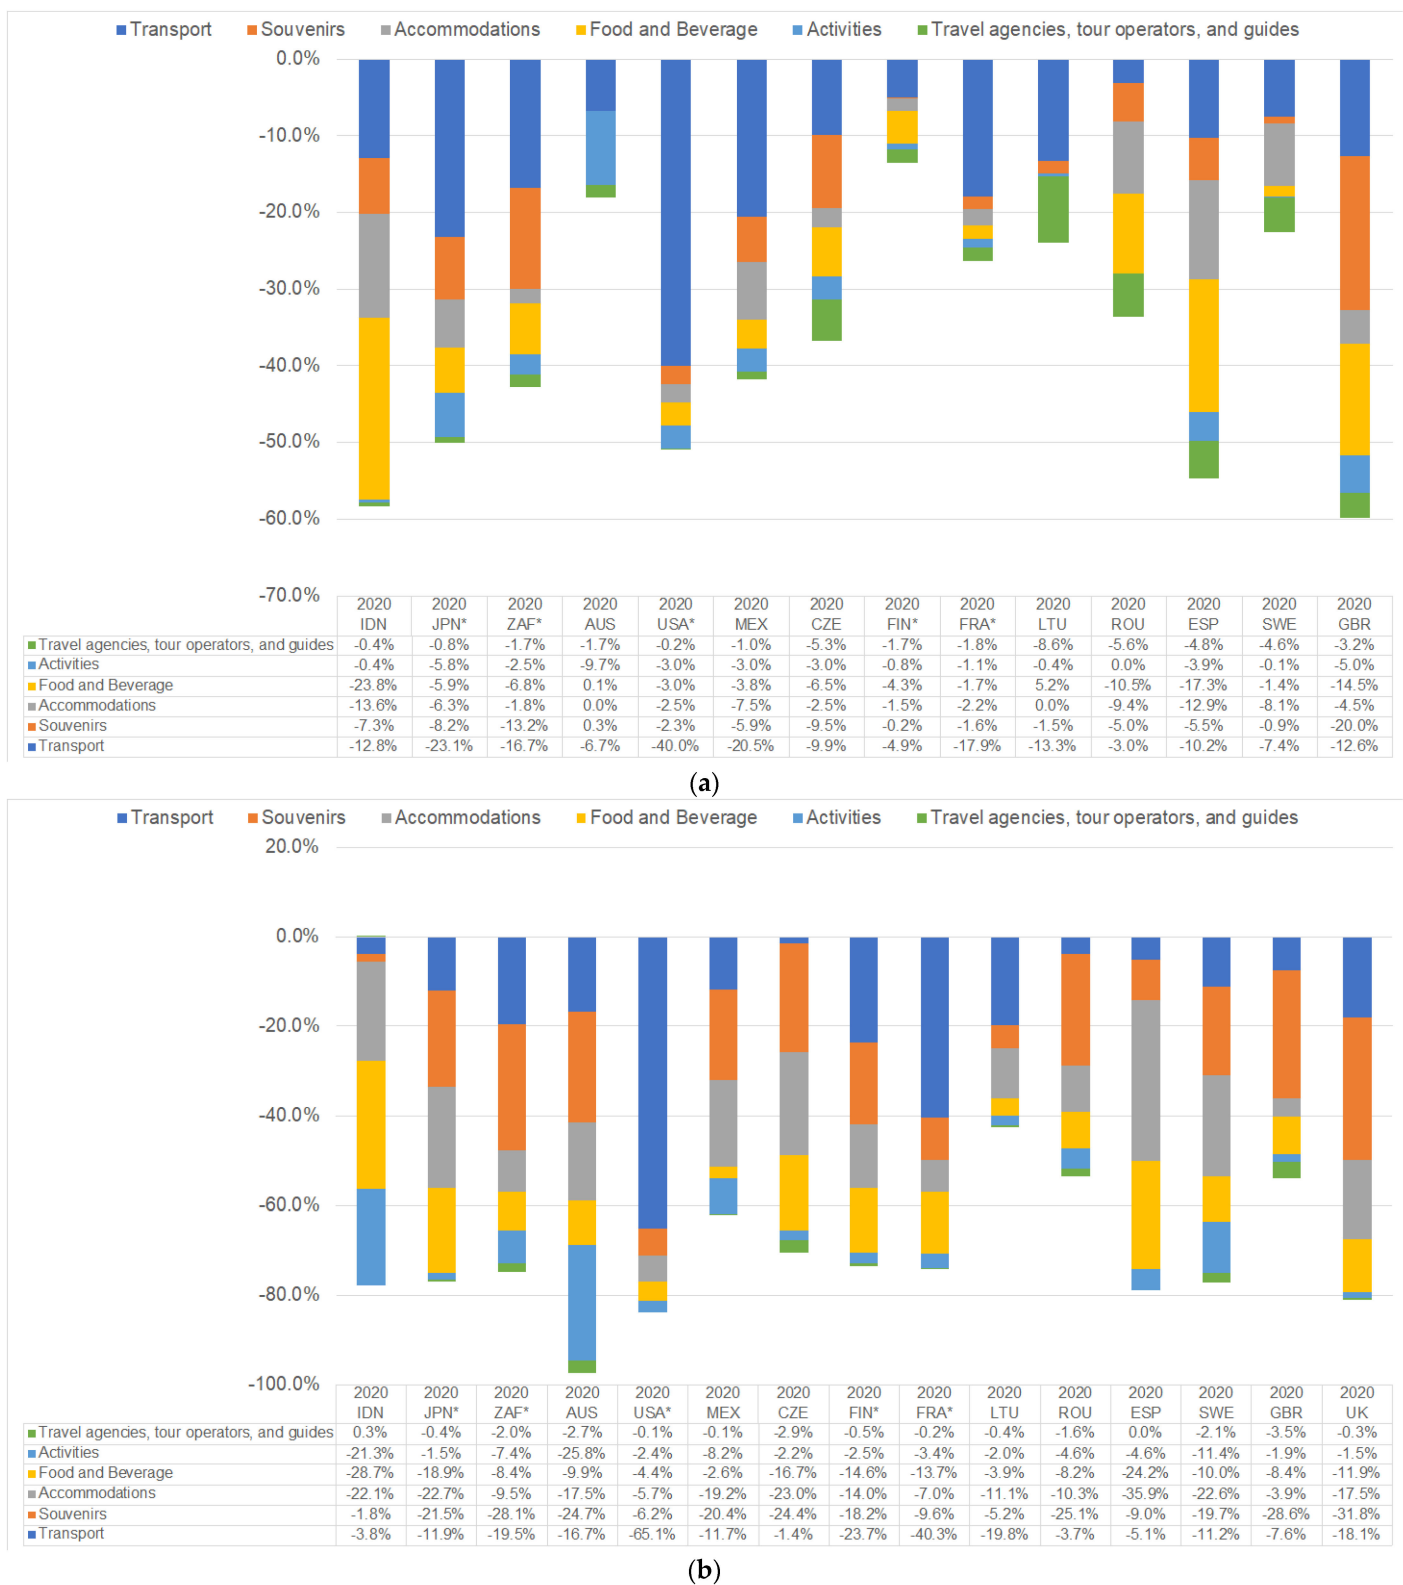 Transport Souvenirs Accommodations Food and Beverage Activities Travel agencies, tour operators, and guides
0.0%
-10.0%
-20.0%
-30.0%
-40.0%
-50.0%
-60.0%
-70.0%
2020 2020 2020 2020 2020 2020 2020 2020 2020 2020 2020 2020 2020 2020
IDN JPN* ZAF* AUS USA* MEX CZE FIN* FRA* LTU ROU ESP SWE GBR
Travel agencies, tour operators, and guides -0.4% -0.8% -1.7% -1.7% -0.2% -1.0% -5.3% -1.7% -1.8% -8.6% -5.6% -4.8% -4.6% -3.2%
Activities -0.4% -5.8% -2.5% -9.7% -3.0% -3.0% -3.0% -0.8% -1.1% -0.4% 0.0% -3.9% -0.1% -5.0%
Food and Beverage -23.8% -5.9% -6.8% 0.1% -3.0% -3.8% -6.5% -4.3% -1.7% 5.2% -10.5% -17.3% -1.4% -14.5%
Accommodations -13.6% -6.3% -1.8% 0.0% -2.5% -7.5% -2.5% -1.5% -2.2% 0.0% -9.4% -12.9% -8.1% -4.5%
Souvenirs -7.3% -8.2% -13.2% 0.3% -2.3% -5.9% -9.5% -0.2% -1.6% -1.5% -5.0% -5.5% -0.9% -20.0%
Transport -12.8% -23.1% -16.7% -6.7% -40.0% -20.5% -9.9% -4.9% -17.9% -13.3% -3.0% -10.2% -7.4% -12.6%
(a)
Transport Souvenirs Accommodations Food and Beverage Activities Travel agencies, tour operators, and guides
20.0%
0.0%
-20.0%
-40.0%
-60.0%
-80.0%
-100.0%
2020 2020 2020 2020 2020 2020 2020 2020 2020 2020 2020 2020 2020 2020 2020
IDN JPN* ZAF* AUS USA* MEX CZE FIN* FRA* LTU ROU ESP SWE GBR UK
Travel agencies, tour operators, and guides 0.3% -0.4% -2.0% -2.7% -0.1% -0.1% -2.9% -0.5% -0.2% -0.4% -1.6% 0.0% -2.1% -3.5% -0.3%
Activities -21.3% -1.5% -7.4% -25.8% -2.4% -8.2% -2.2% -2.5% -3.4% -2.0% -4.6% -4.6% -11.4% -1.9% -1.5%
Food and Beverage -28.7% -18.9% -8.4% -9.9% -4.4% -2.6% -16.7% -14.6% -13.7% -3.9% -8.2% -24.2% -10.0% -8.4% -11.9%
Accommodations -22.1% -22.7% -9.5% -17.5% -5.7% -19.2% -23.0% -14.0% -7.0% -11.1% -10.3% -35.9% -22.6% -3.9% -17.5%
Souvenirs -1.8% -21.5% -28.1% -24.7% -6.2% -20.4% -24.4% -18.2% -9.6% -5.2% -25.1% -9.0% -19.7% -28.6% -31.8%
Transport -3.8% -11.9% -19.5% -16.7% -65.1% -11.7% -1.4% -23.7% -40.3% -19.8% -3.7% -5.1% -11.2% -7.6% -18.1%
(b)